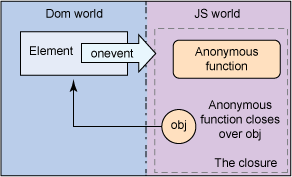 Dom world
JS world
Element
onevent
Anonymous
function
obj
Anonymous
function closes
over obj
The closure